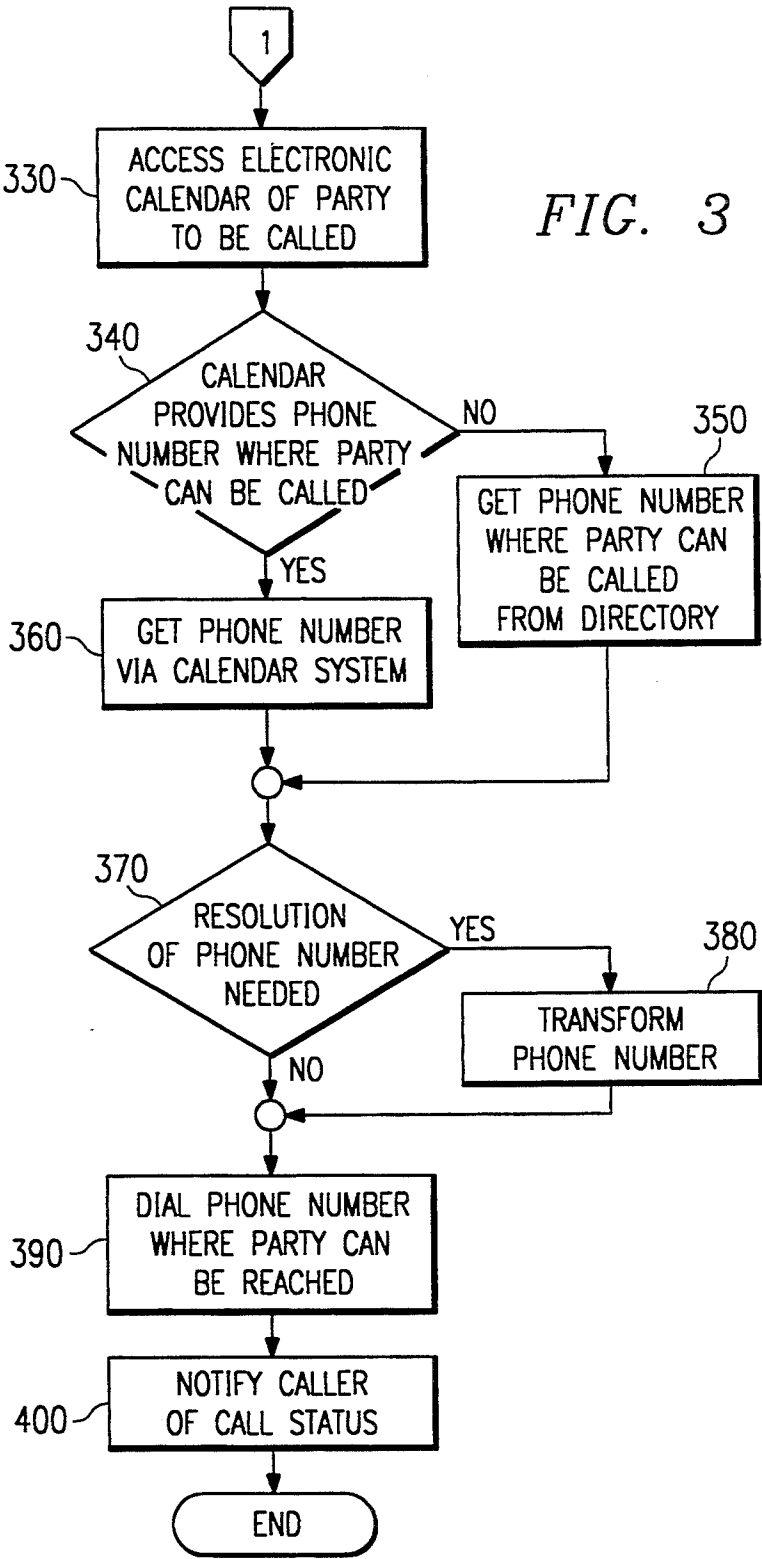 1
330
ACCESS ELECTRONIC
CALENDAR OF PARTY
TO BE CALLED
FIG. 3
340
CALENDAR
PROVIDES PHONE
NUMBER WHERE PARTY
CAN BE CALLED
NO
YES
350
GET PHONE NUMBER
WHERE PARTY CAN
BE CALLED
FROM DIRECTORY
360
GET PHONE NUMBER
VIA CALENDAR SYSTEM
370
RESOLUTION
OF PHONE NUMBER
NEEDED
YES
NO
380
TRANSFORM
PHONE NUMBER
390
DIAL PHONE NUMBER
WHERE PARTY CAN
BE REACHED
400
NOTIFY CALLER
OF CALL STATUS
END